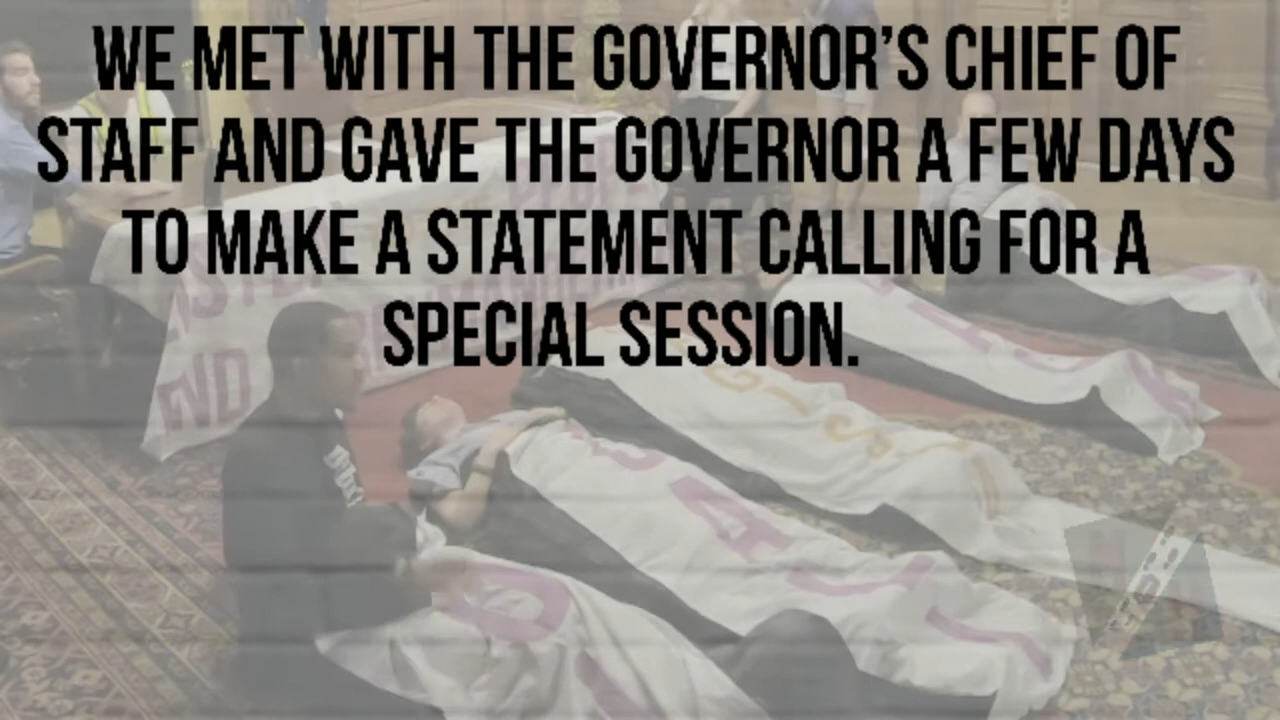 WE MET WITH THE GOVERNOR’S CHIEF OF
STAFF AND GAVE THE GOVERNOR A FEW DAYS
TO MAKE A STATEMENT CALLING FOR A
SPECIAL SESSION.
END